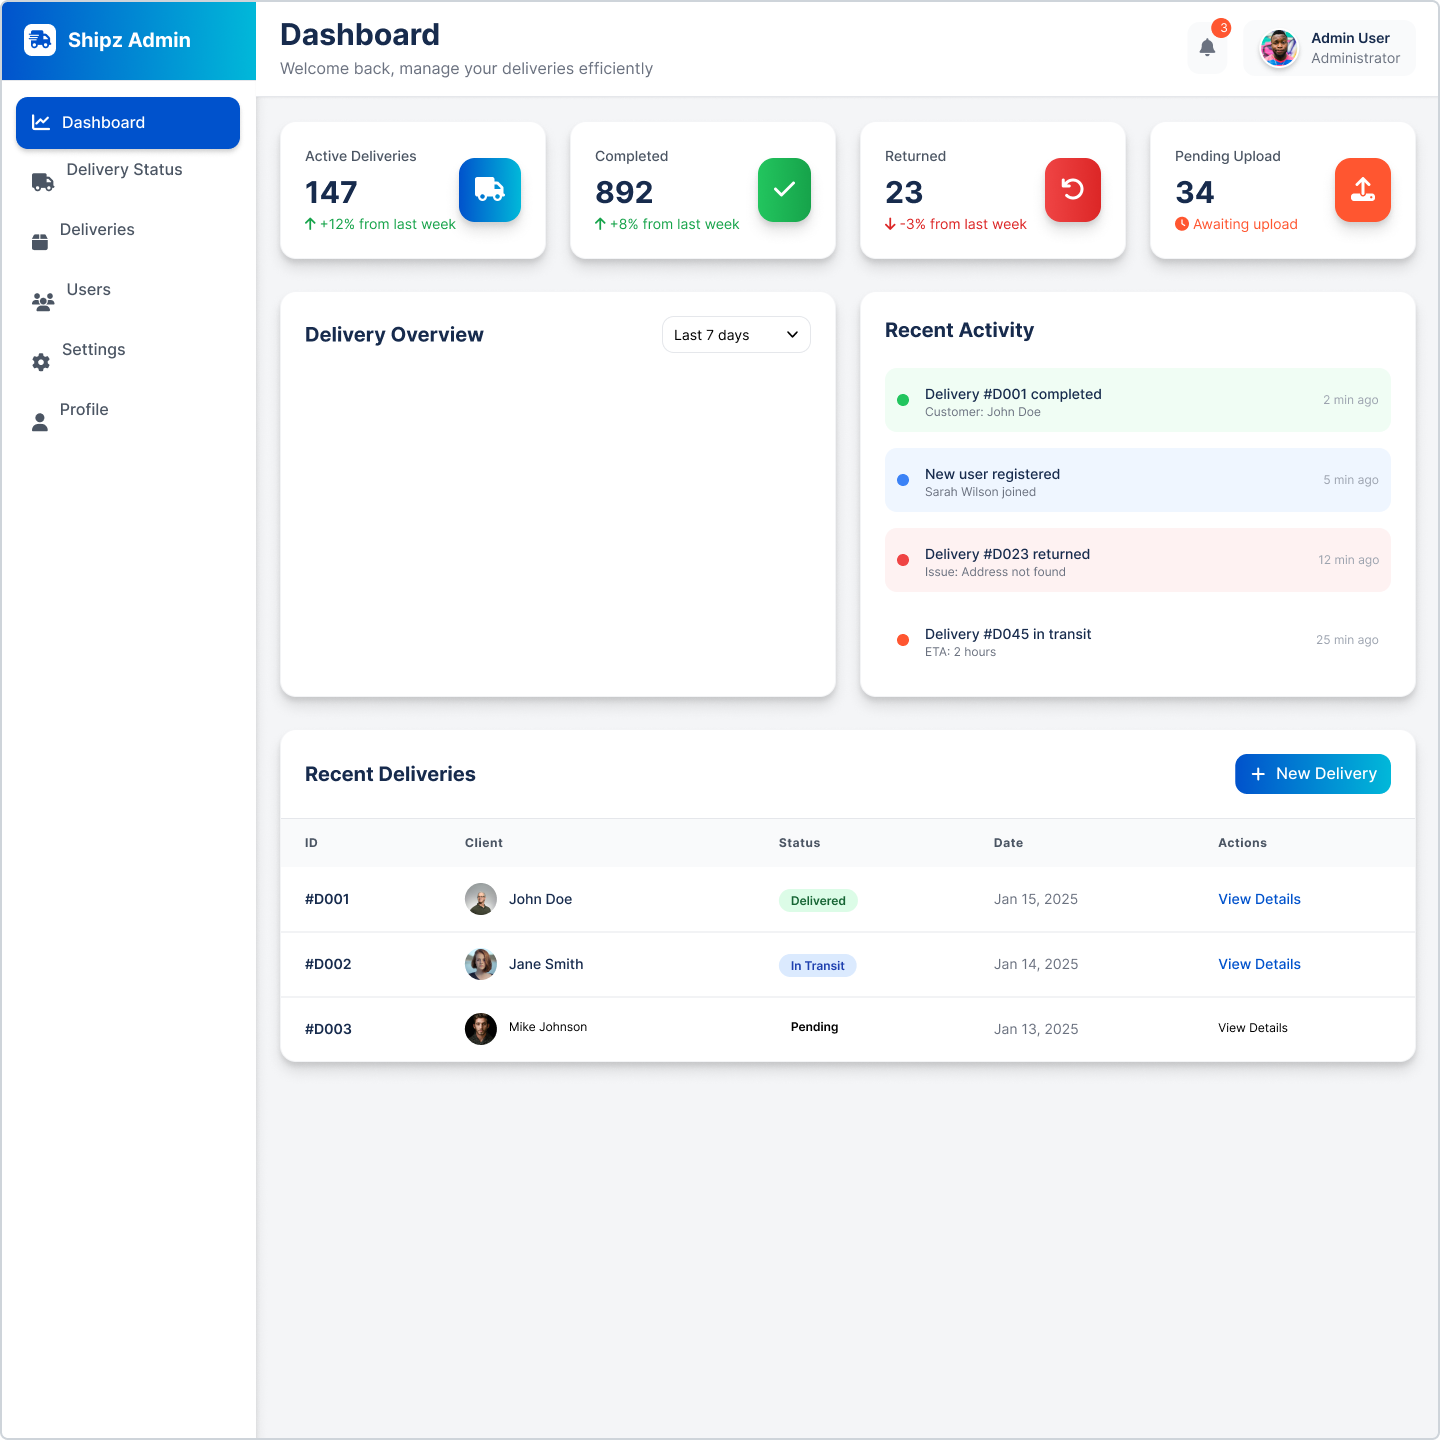 Shipz Admin
Dashboard
Delivery Status
Deliveries
Users
Settings
Profile
Dashboard
Welcome back, manage your deliveries efficiently
3
Admin User
Administrator
Active Deliveries
147
+12% from last week
Completed
892
+8% from last week
Returned
23
-3% from last week
Pending Upload
34
Awaiting upload
Delivery Overview
Last 7 days
Recent Activity
Delivery #D001 completed
Customer: John Doe
2 min ago
New user registered
Sarah Wilson joined
5 min ago
Delivery #D023 returned
Issue: Address not found
12 min ago
Delivery #D045 in transit
ETA: 2 hours
25 min ago
Recent Deliveries
New Delivery
ID Client Status Date Actions
#D001 John Doe Delivered Jan 15, 2025 View Details
#D002 Jane Smith In Transit Jan 14, 2025 View Details
#D003 Mike Johnson Pending Jan 13, 2025 View Details